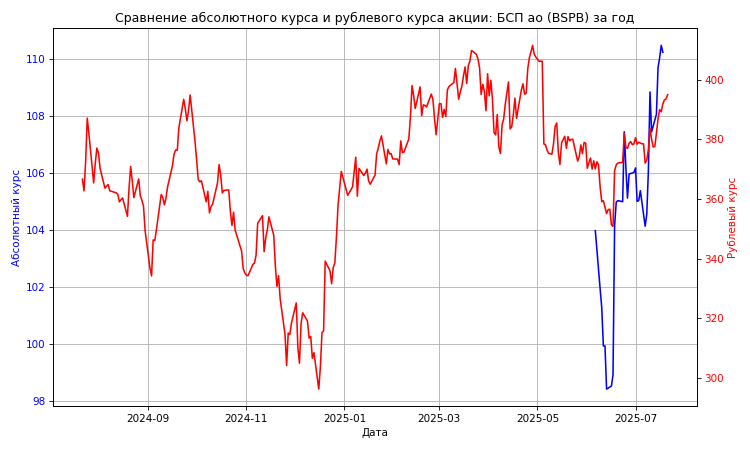 Сравнение абсолютного курса и рублевого курса акции: БСП ао (BSPB) за год
110
108
106
104
102
100
98
Абсолютный курс
400
380
360
340
320
300
Рублевый курс
2024-09 2024-11 2025-01 2025-03 2025-05 2025-07
Дата